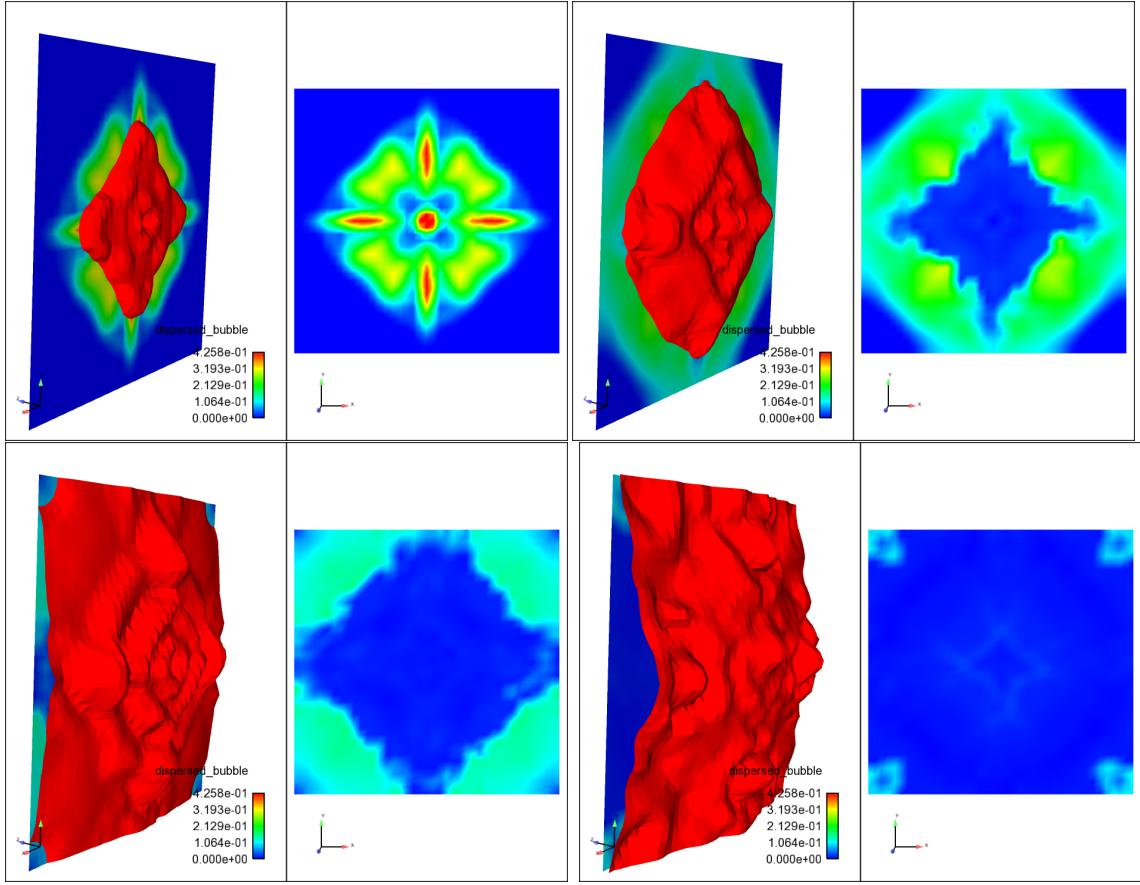 dispersed_bubble
4.258e-01
3.193e-01
2.129e-01
1.064e-01
0.000e+00
Y
Z
X
Y
X
dispersed_bubble
4.258e-01
3.193e-01
2.129e-01
1.064e-01
0.000e+00
Y
Z
X
Y
X
dispersed_bubble
4.258e-01
3.193e-01
2.129e-01
1.064e-01
0.000e+00
Y
Z
X
Y
X
dispersed_bubble
4.258e-01
3.193e-01
2.129e-01
1.064e-01
0.000e+00
Y
Z
X
Y
X